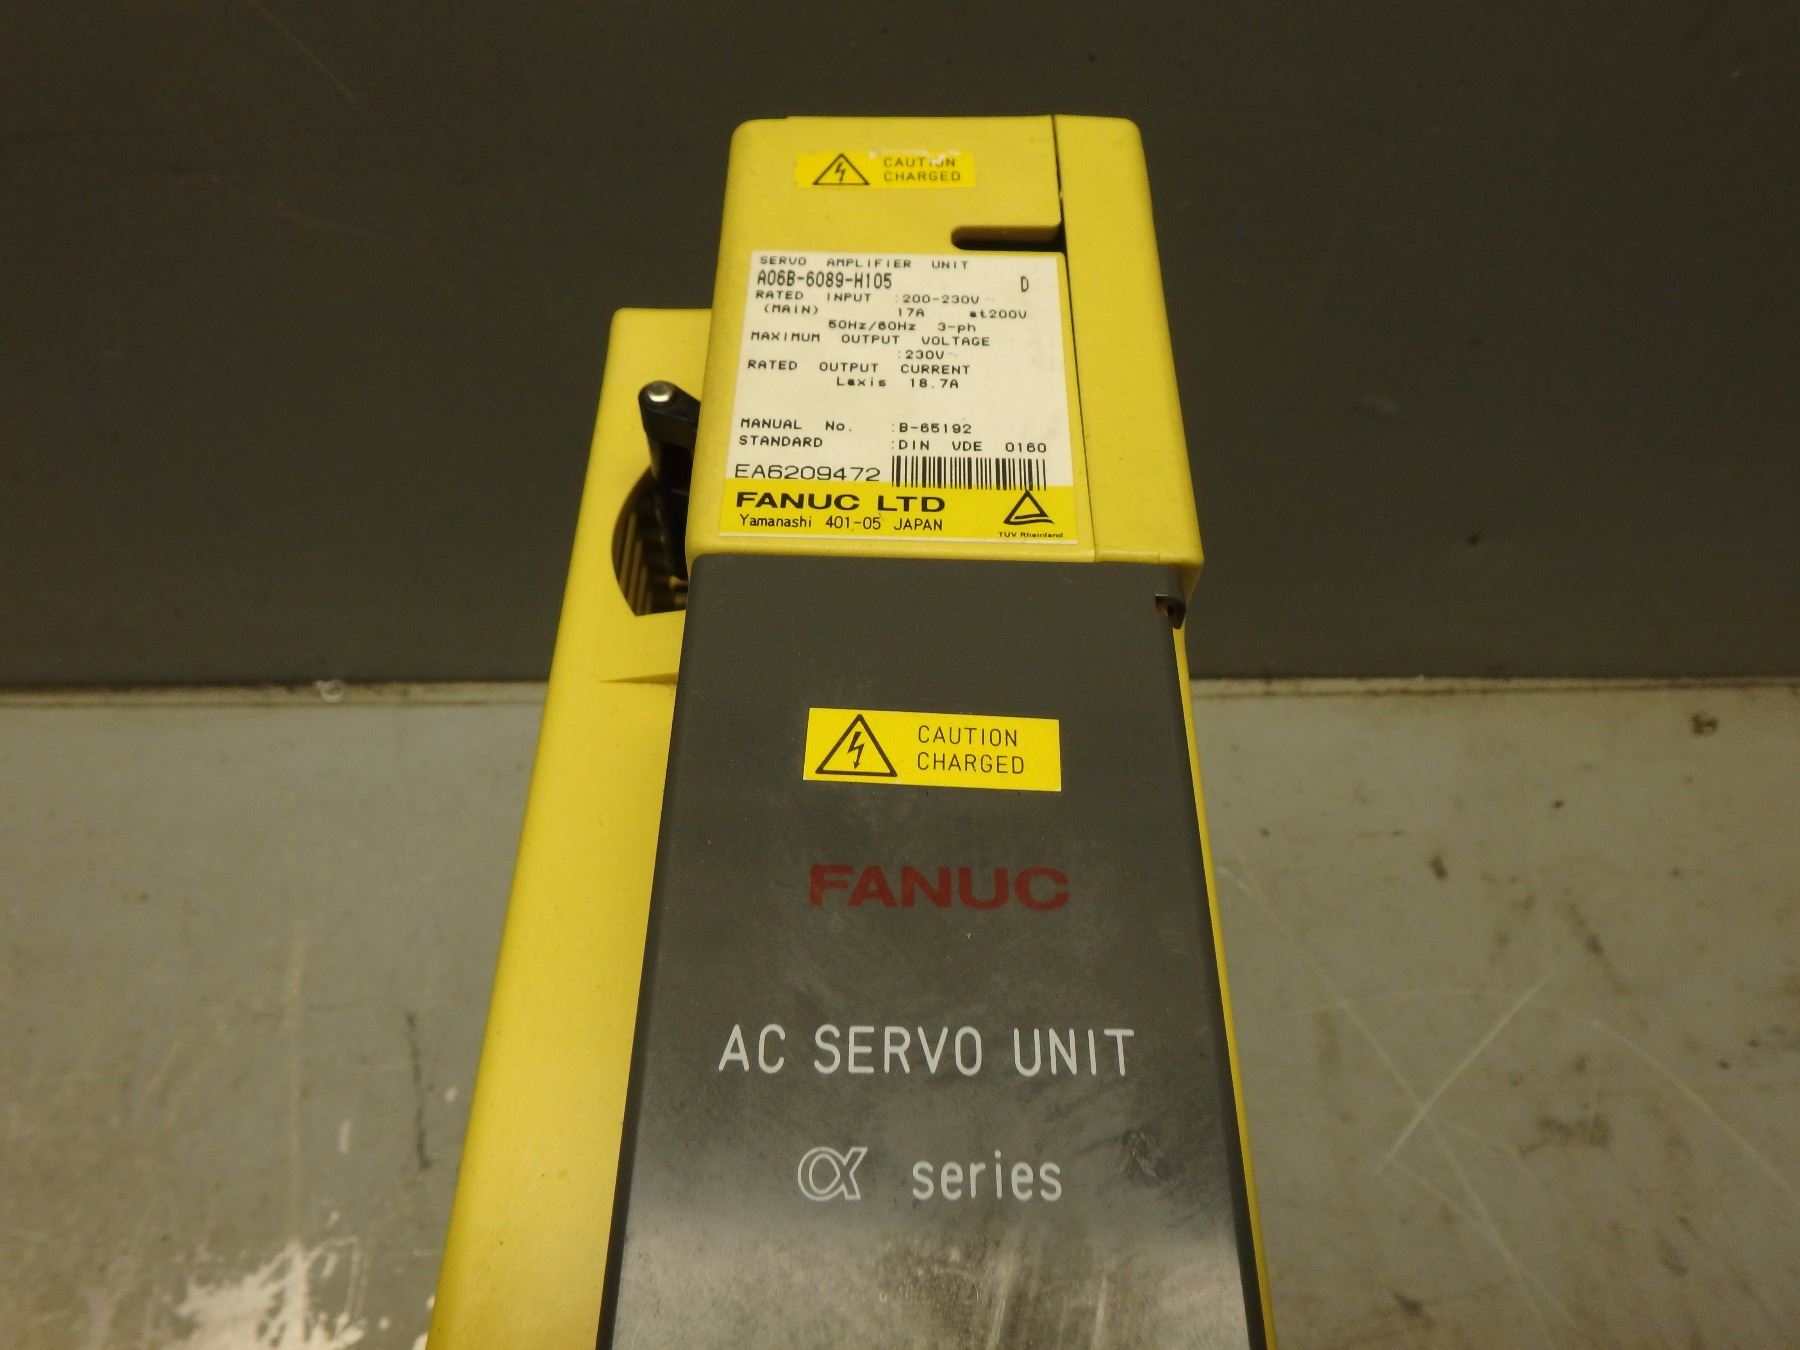 CAUTION
CHARGED
SERVO AMPLIFIER UNIT
A06B-6089-H105 D
RATED INPUT :200-230V~
(MAIN) 17A at200V
50Hz/60Hz 3-ph
MAXIMUM OUTPUT VOLTAGE
:230V~
RATED OUTPUT CURRENT
Laxis 18.7A
MANUAL No. :B-65192
STANDARD :DIN VDE 0160
EA6209472
FANUC LTD
Yamanashi 401-05 JAPAN
TÜV Rheinland
CAUTION
CHARGED
FANUC
AC SERVO UNIT
α series